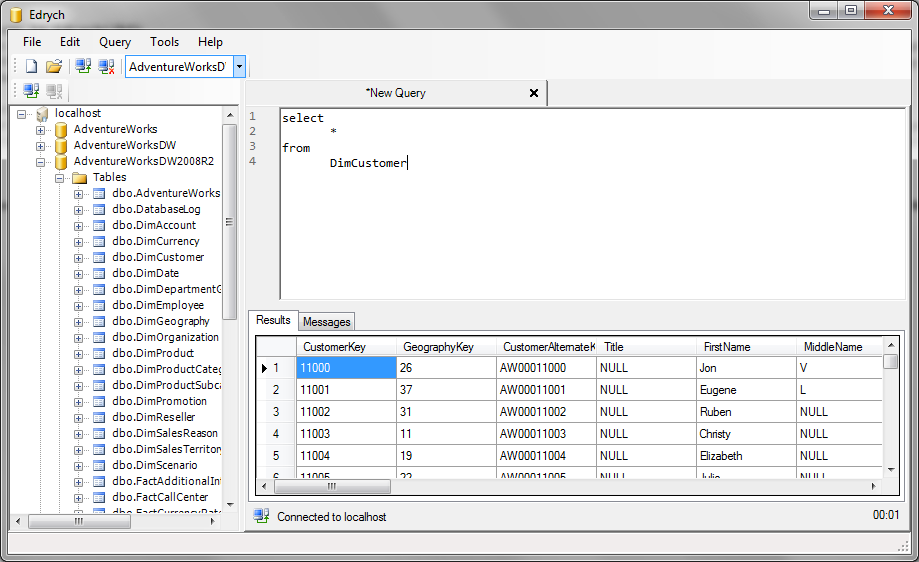 Edrych
File Edit Query Tools Help
AdventureWorksD
localhost
AdventureWorks
AdventureWorksDW
AdventureWorksDW2008R2
Tables
dbo.AdventureWorks
dbo.DatabaseLog
dbo.DimAccount
dbo.DimCurrency
dbo.DimCustomer
dbo.DimDate
dbo.DimDepartmentG
dbo.DimEmployee
dbo.DimGeography
dbo.DimOrganization
dbo.DimProduct
dbo.DimProductCateg
dbo.DimProductSubca
dbo.DimPromotion
dbo.DimReseller
dbo.DimSalesReason
dbo.DimSalesTerritory
dbo.DimScenario
dbo.FactAdditionalInt
dbo.FactCallCenter
dbo.FactCurrencyRate
*New Query
1 select
2 *
3 from
4 DimCustomer
Results Messages
CustomerKey GeographyKey CustomerAlternateK Title FirstName MiddleName
1 11000 26 AW00011000 NULL Jon V
2 11001 37 AW00011001 NULL Eugene L
3 11002 31 AW00011002 NULL Ruben NULL
4 11003 11 AW00011003 NULL Christy NULL
5 11004 19 AW00011004 NULL Elizabeth NULL
6 11005 22 AW00011005 NULL Julio NULL
Connected to localhost 00:01